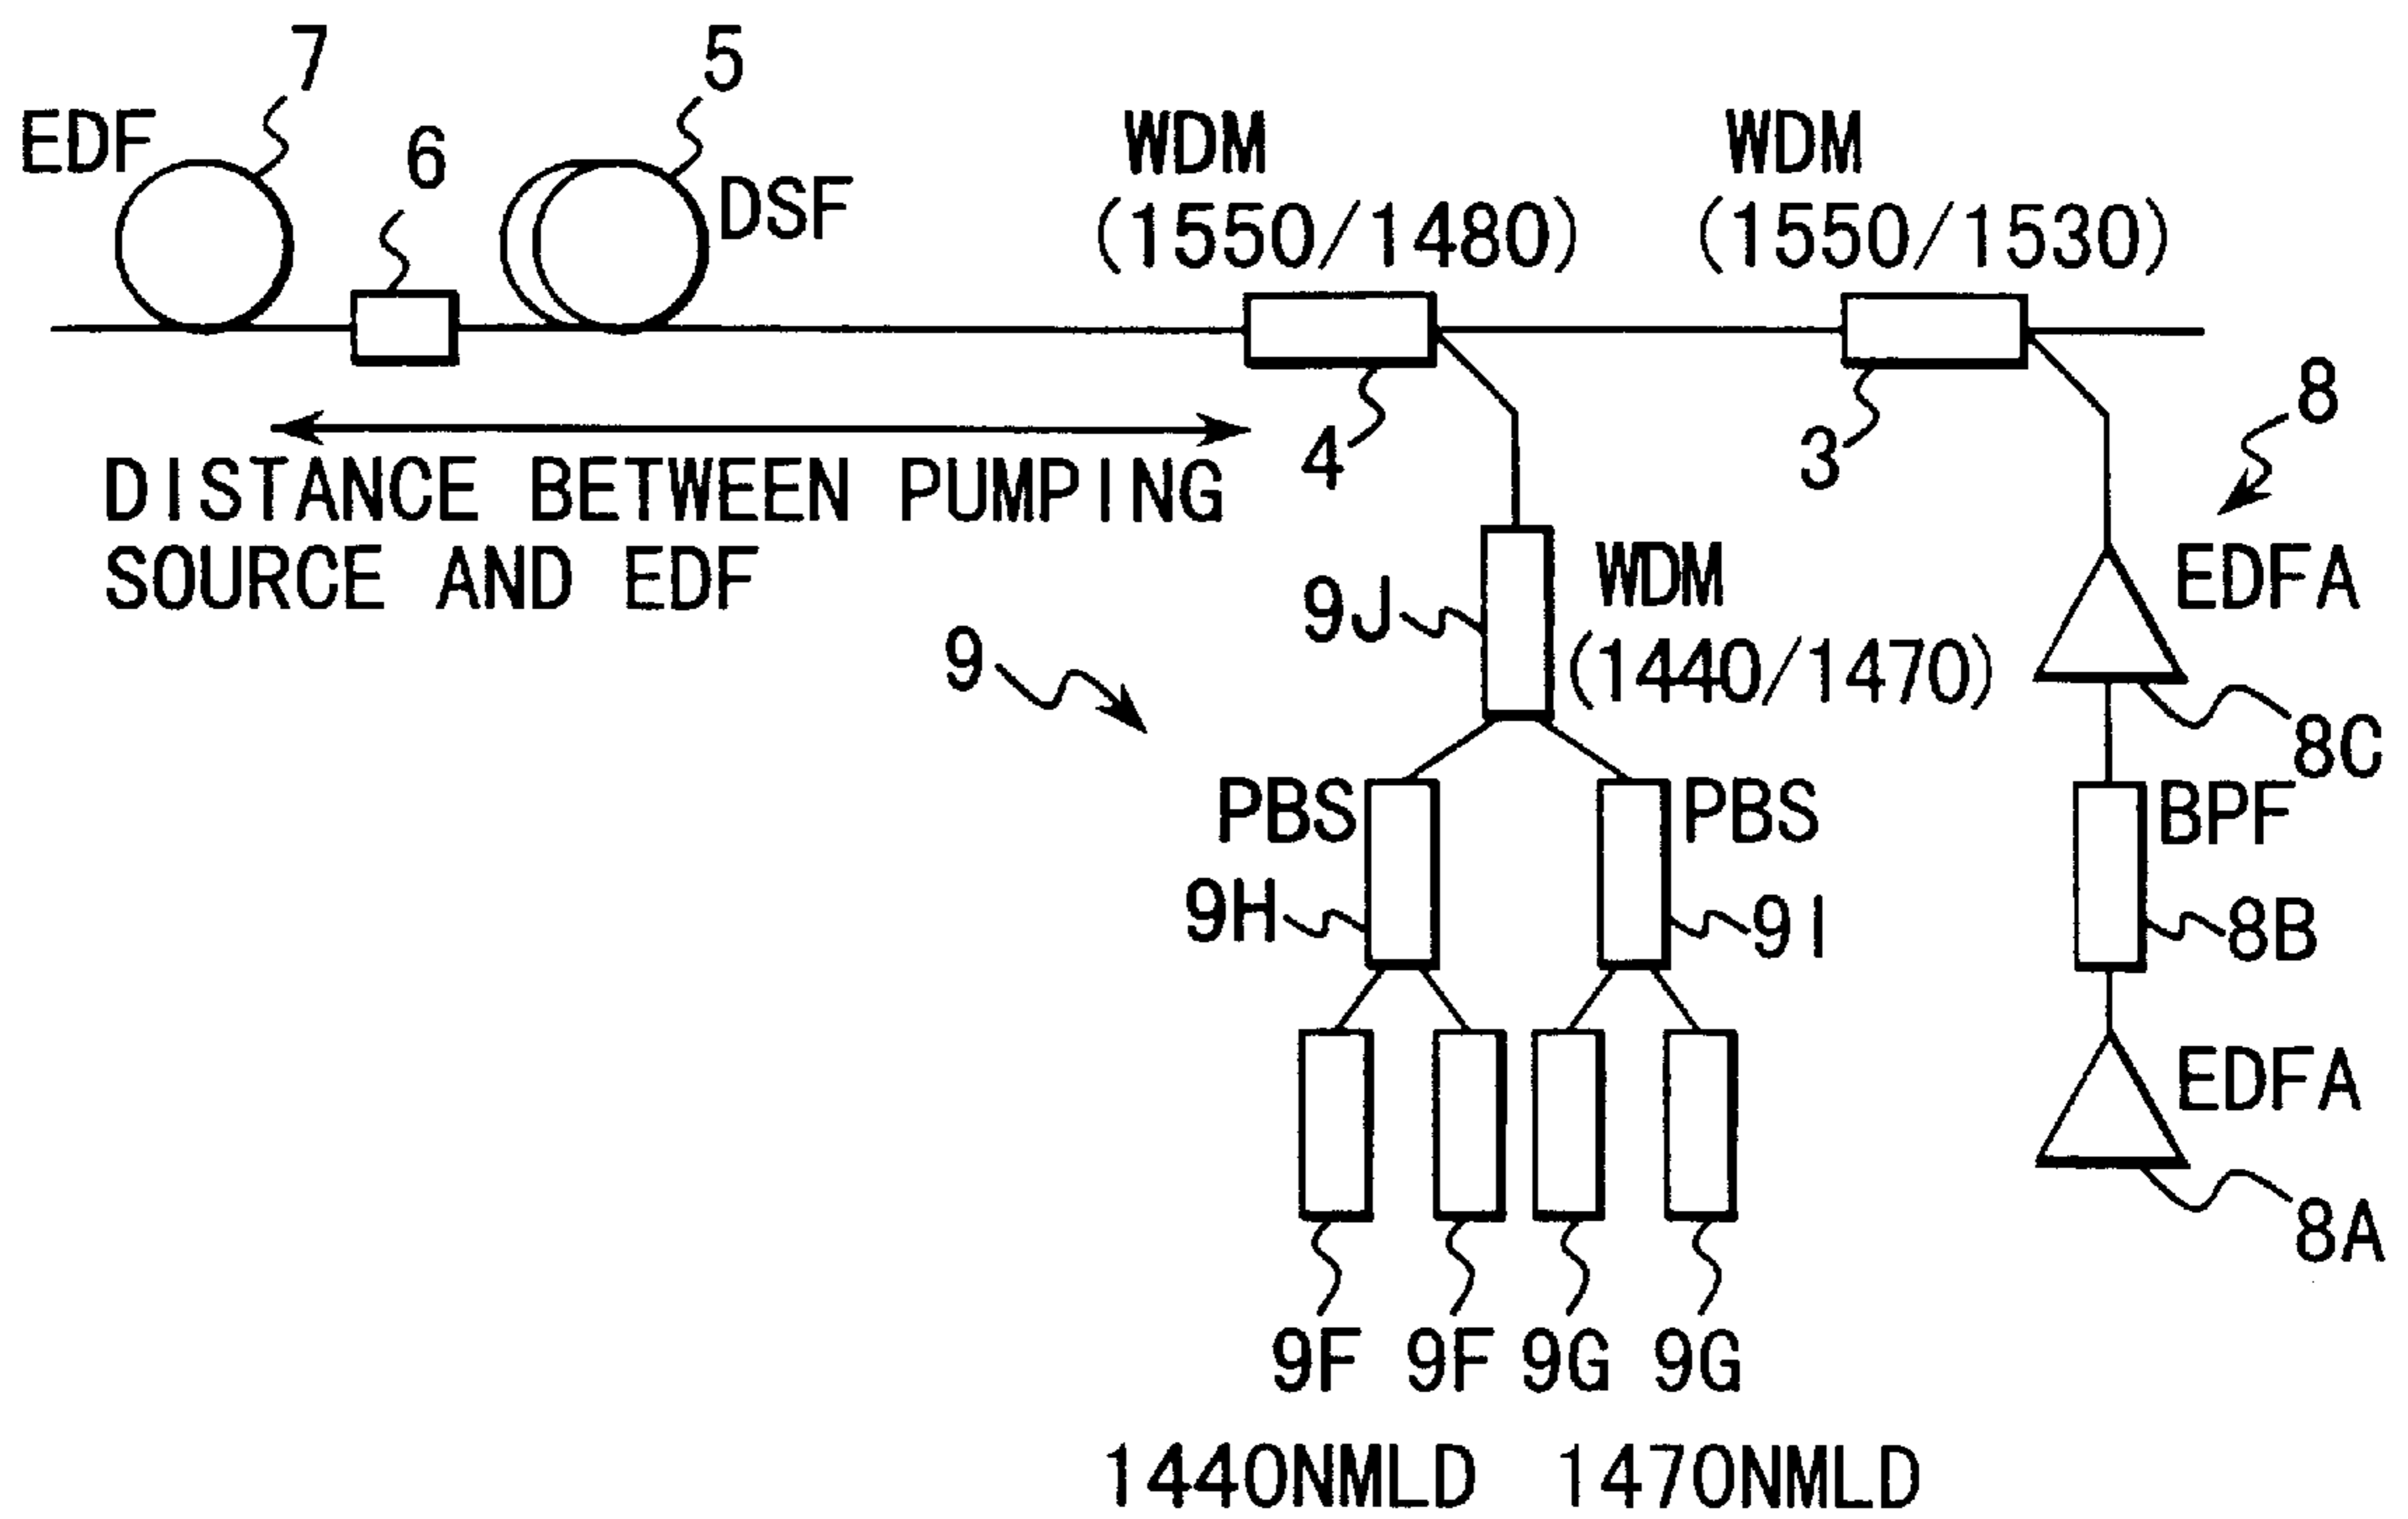 7
5
EDF
6
DSF
WDM
(1550/1480)
WDM
(1550/1530)
4
3
8
DISTANCE BETWEEN PUMPING
SOURCE AND EDF
9
9J
WDM
(1440/1470)
EDFA
8C
PBS
9H
PBS
9I
BPF
8B
EDFA
8A
9F
9F
9G
9G
1440NMLD
1470NMLD